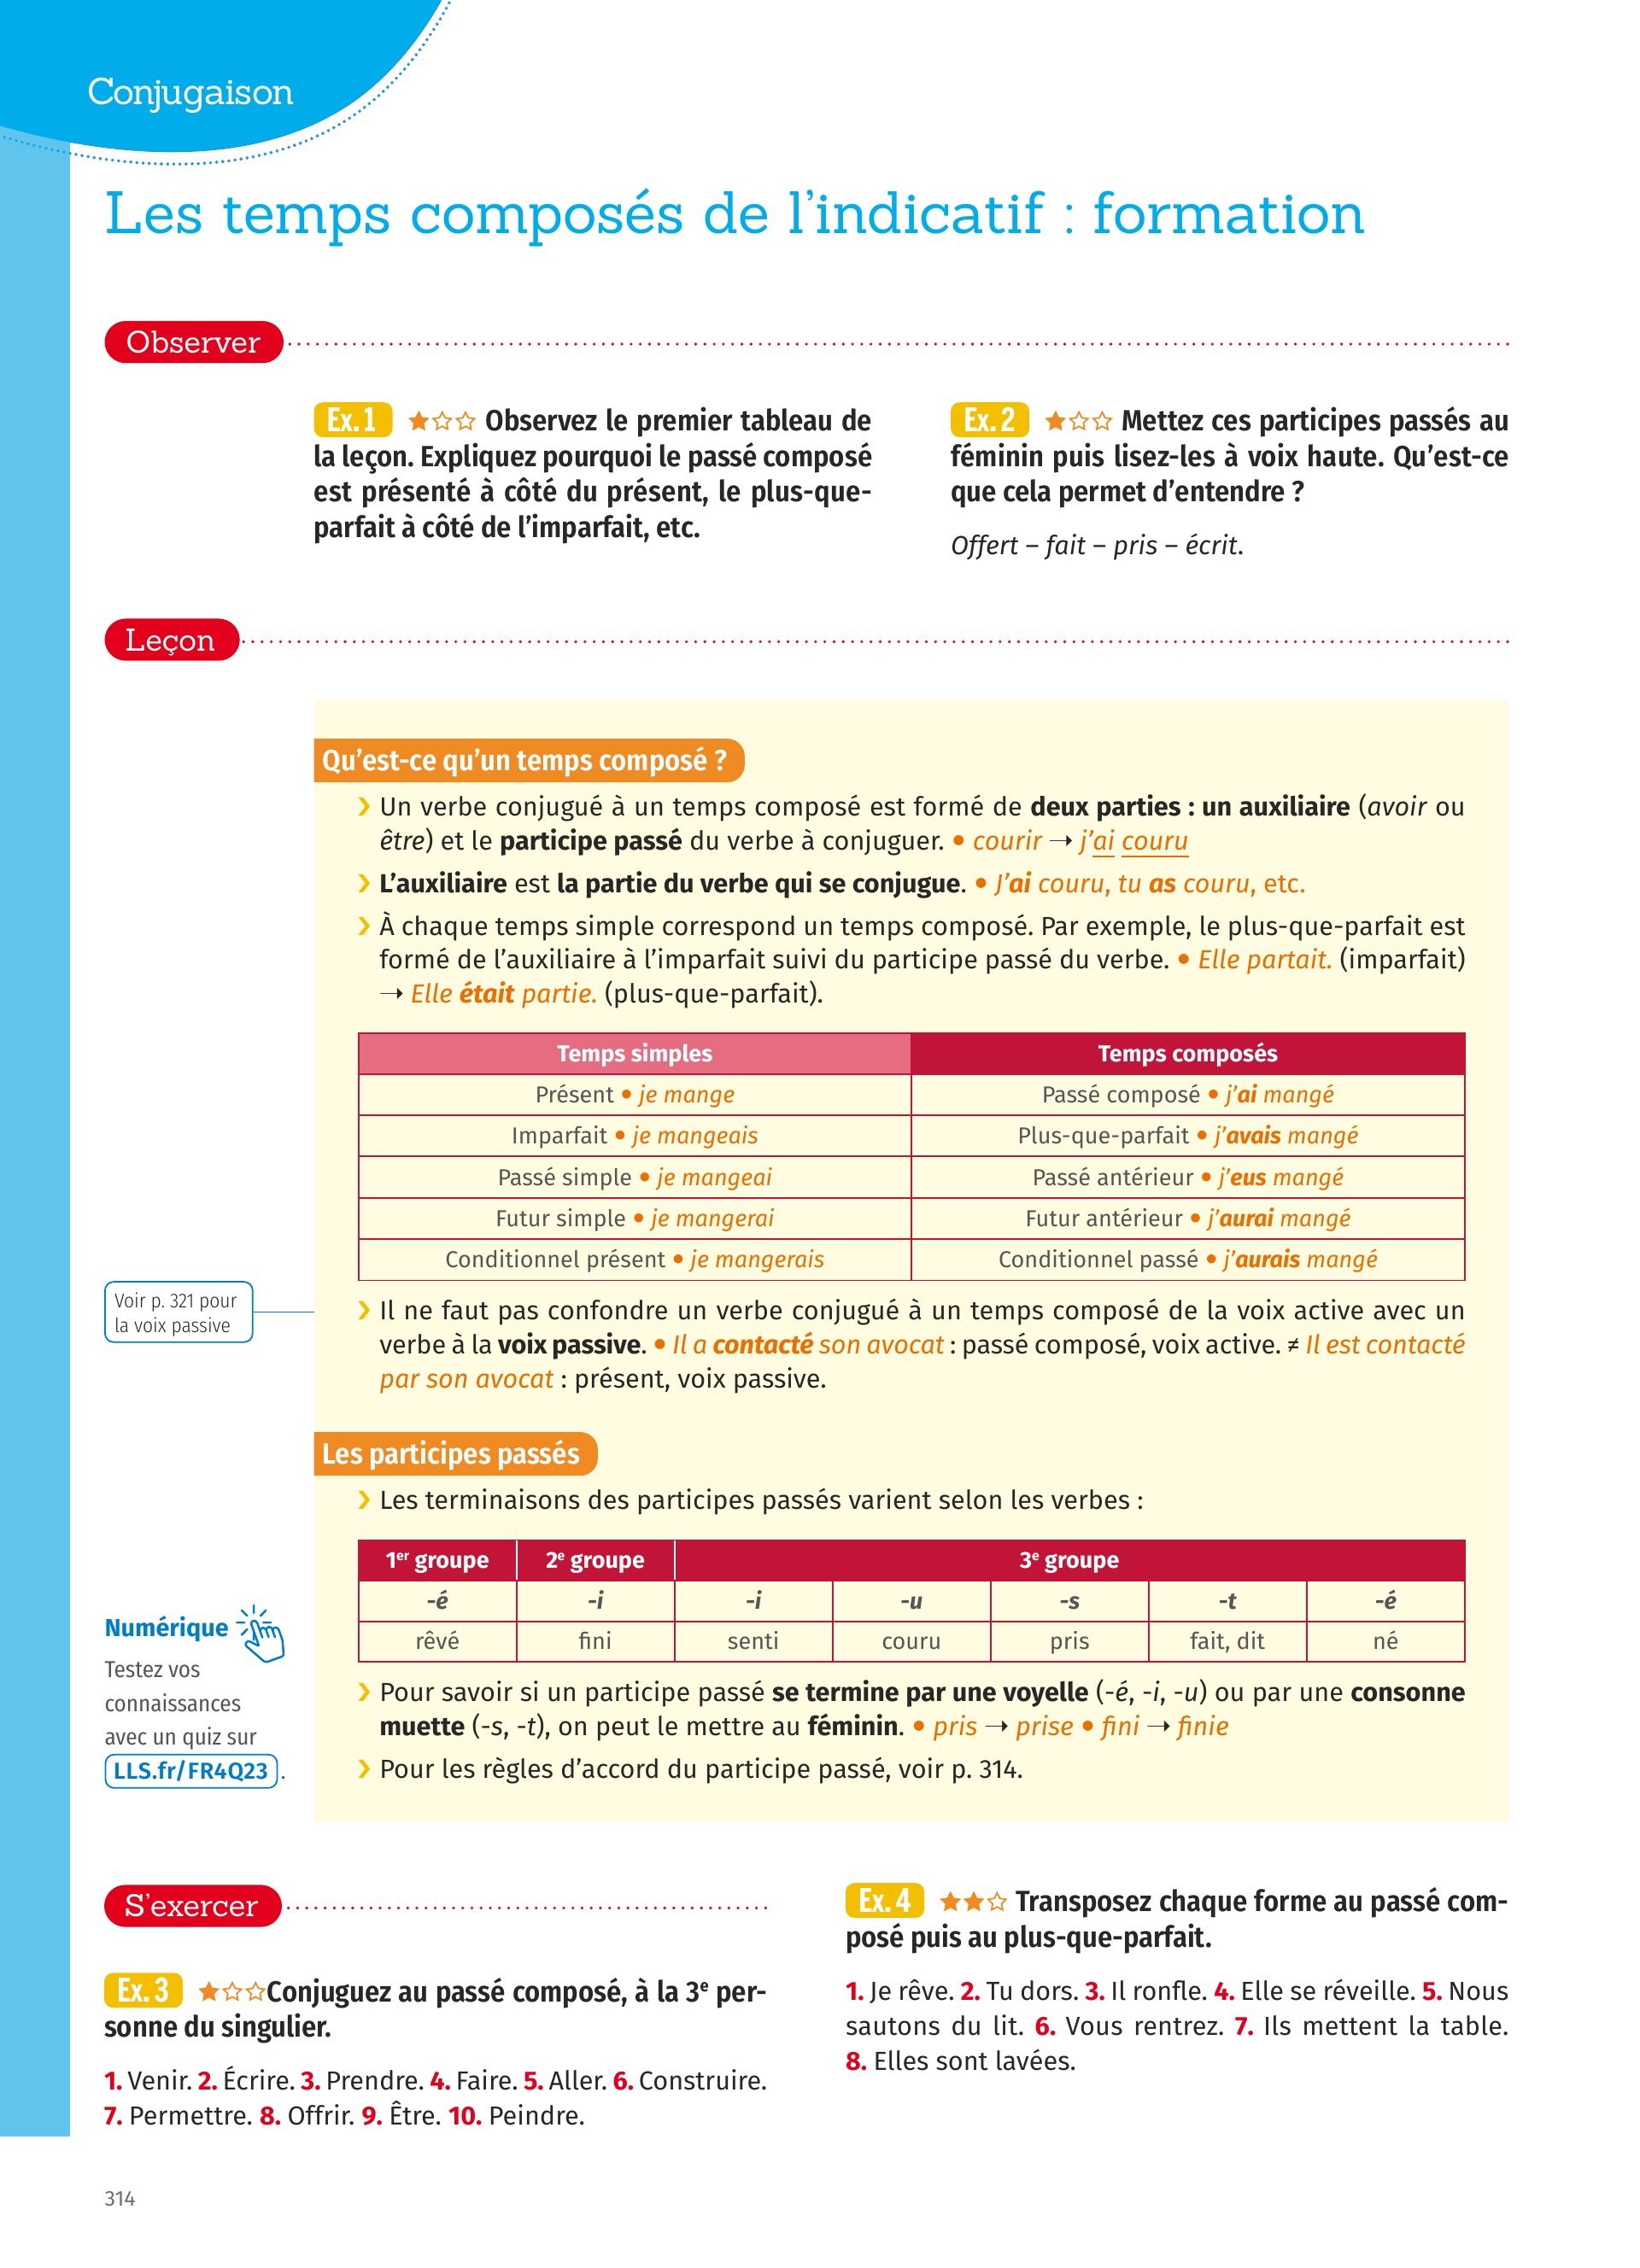 Conjugaison
Les temps composés de l’indicatif : formation
Observer
Ex. 1 ★☆☆ Observez le premier tableau de
la leçon. Expliquez pourquoi le passé composé
est présenté à côté du présent, le plus-que-
parfait à côté de l’imparfait, etc.
Ex. 2 ★☆☆ Mettez ces participes passés au
féminin puis lisez-les à voix haute. Qu’est-ce
que cela permet d’entendre ?
Offert – fait – pris – écrit.
Leçon
Qu’est-ce qu’un temps composé ?
› Un verbe conjugué à un temps composé est formé de deux parties : un auxiliaire (avoir ou
être) et le participe passé du verbe à conjuguer. • courir → j’ai couru
› L’auxiliaire est la partie du verbe qui se conjugue. • J’ai couru, tu as couru, etc.
› À chaque temps simple correspond un temps composé. Par exemple, le plus-que-parfait est
formé de l’auxiliaire à l’imparfait suivi du participe passé du verbe. • Elle partait. (imparfait)
→ Elle était partie. (plus-que-parfait).
Temps simples Temps composés
Présent • je mange Passé composé • j’ai mangé
Imparfait • je mangeais Plus-que-parfait • j’avais mangé
Passé simple • je mangeai Passé antérieur • j’eus mangé
Futur simple • je mangerai Futur antérieur • j’aurai mangé
Conditionnel présent • je mangerais Conditionnel passé • j’aurais mangé
Voir p. 321 pour
la voix passive
› Il ne faut pas confondre un verbe conjugué à un temps composé de la voix active avec un
verbe à la voix passive. • Il a contacté son avocat : passé composé, voix active. ≠ Il est contacté
par son avocat : présent, voix passive.
Les participes passés
› Les terminaisons des participes passés varient selon les verbes :
1er groupe 2e groupe 3e groupe
-é -i -i -u -s -t -é
rêvé fini senti couru pris fait, dit né
› Pour savoir si un participe passé se termine par une voyelle (-é, -i, -u) ou par une consonne
muette (-s, -t), on peut le mettre au féminin. • pris → prise • fini → finie
› Pour les règles d’accord du participe passé, voir p. 314.
Numérique
Testez vos
connaissances
avec un quiz sur
LLS.fr/FR4Q23 .
S’exercer
Ex. 3 ★☆☆Conjuguez au passé composé, à la 3e per-
sonne du singulier.
1. Venir. 2. Écrire. 3. Prendre. 4. Faire. 5. Aller. 6. Construire.
7. Permettre. 8. Offrir. 9. Être. 10. Peindre.
Ex. 4 ★★☆ Transposez chaque forme au passé com-
posé puis au plus-que-parfait.
1. Je rêve. 2. Tu dors. 3. Il ronfle. 4. Elle se réveille. 5. Nous
sautons du lit. 6. Vous rentrez. 7. Ils mettent la table.
8. Elles sont lavées.
314